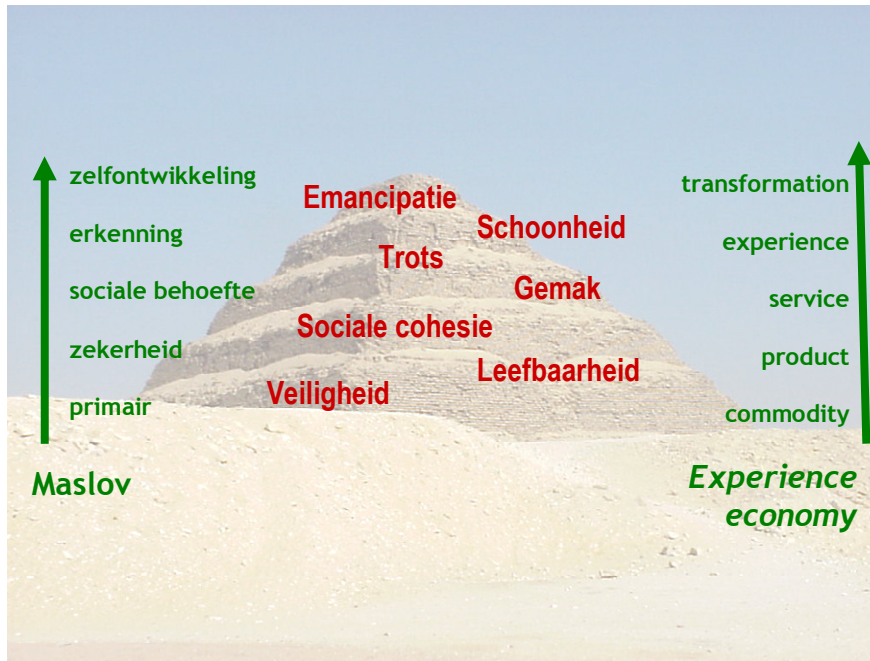 zelfontwikkeling
erkenning
sociale behoefte
zekerheid
primair
Maslov
Emancipatie
Schoonheid
Trots
Gemak
Sociale cohesie
Leefbaarheid
Veiligheid
transformation
experience
service
product
commodity
Experience
economy